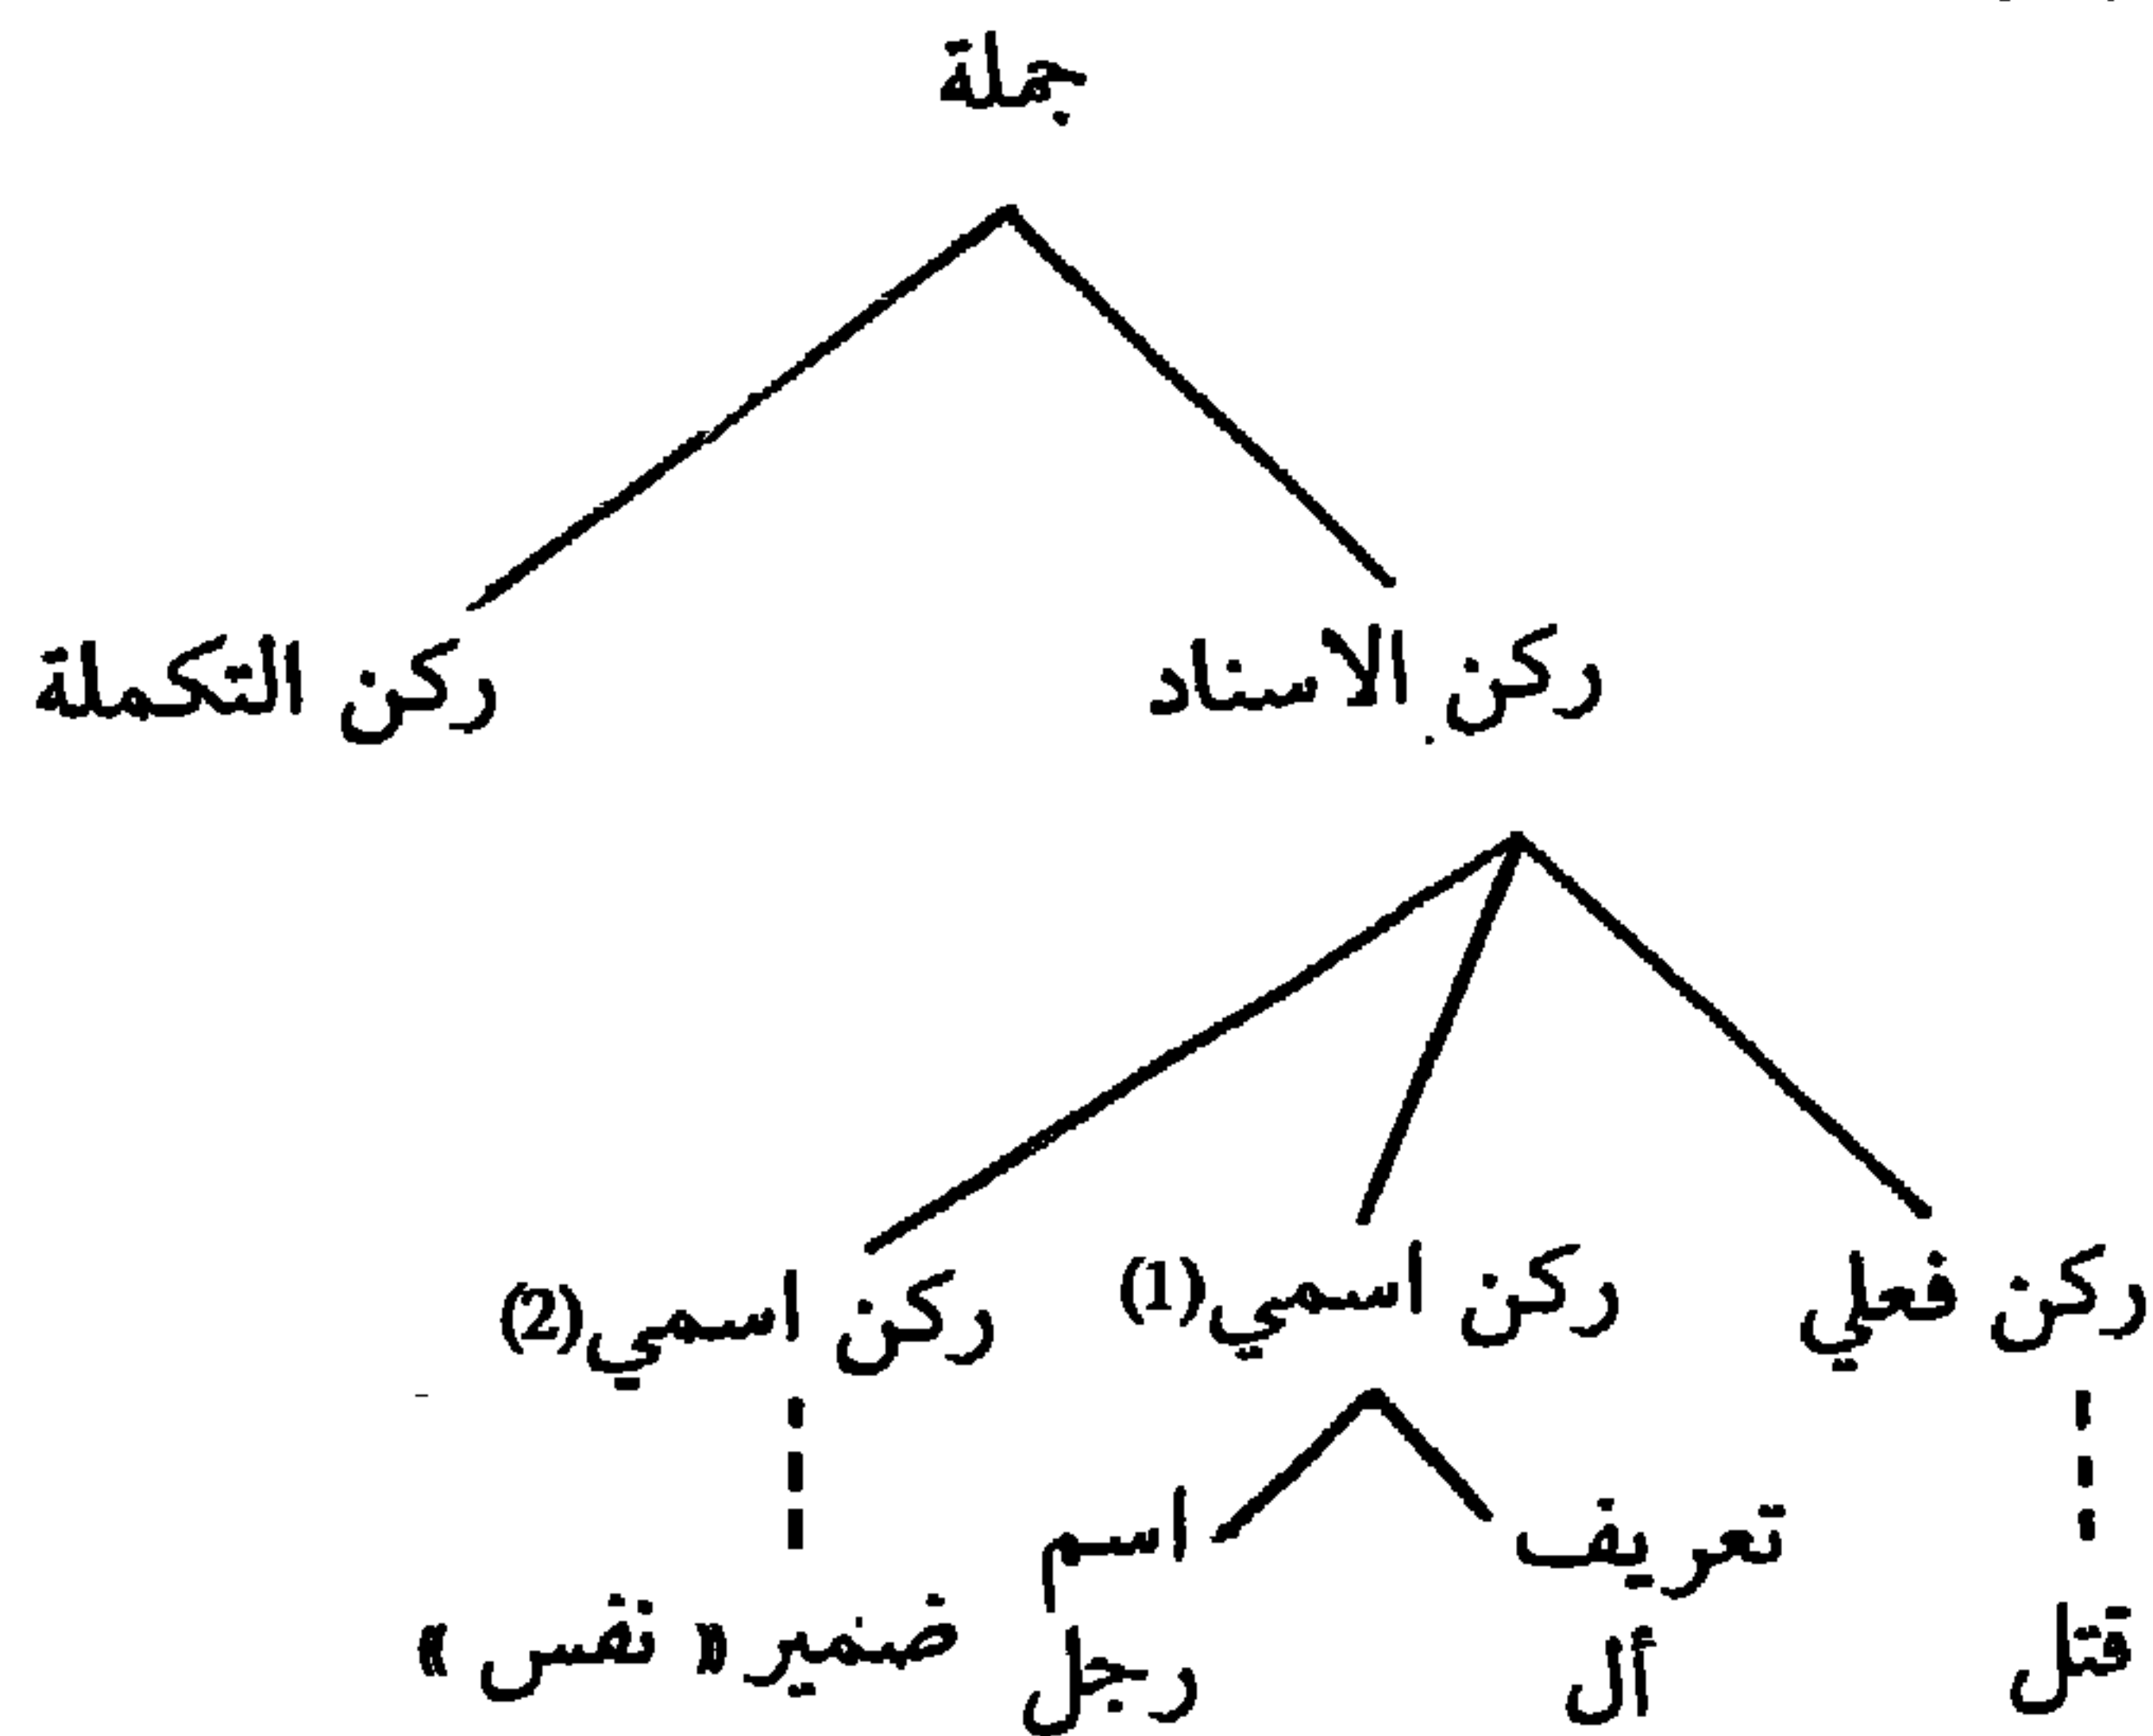 جملة
ركن الاسناد ركن التكملة
ركن فعلي ركن اسمي(1) ركن اسمي(2)
تعريف اسم
قتل أل رجل ضمير « نفس »